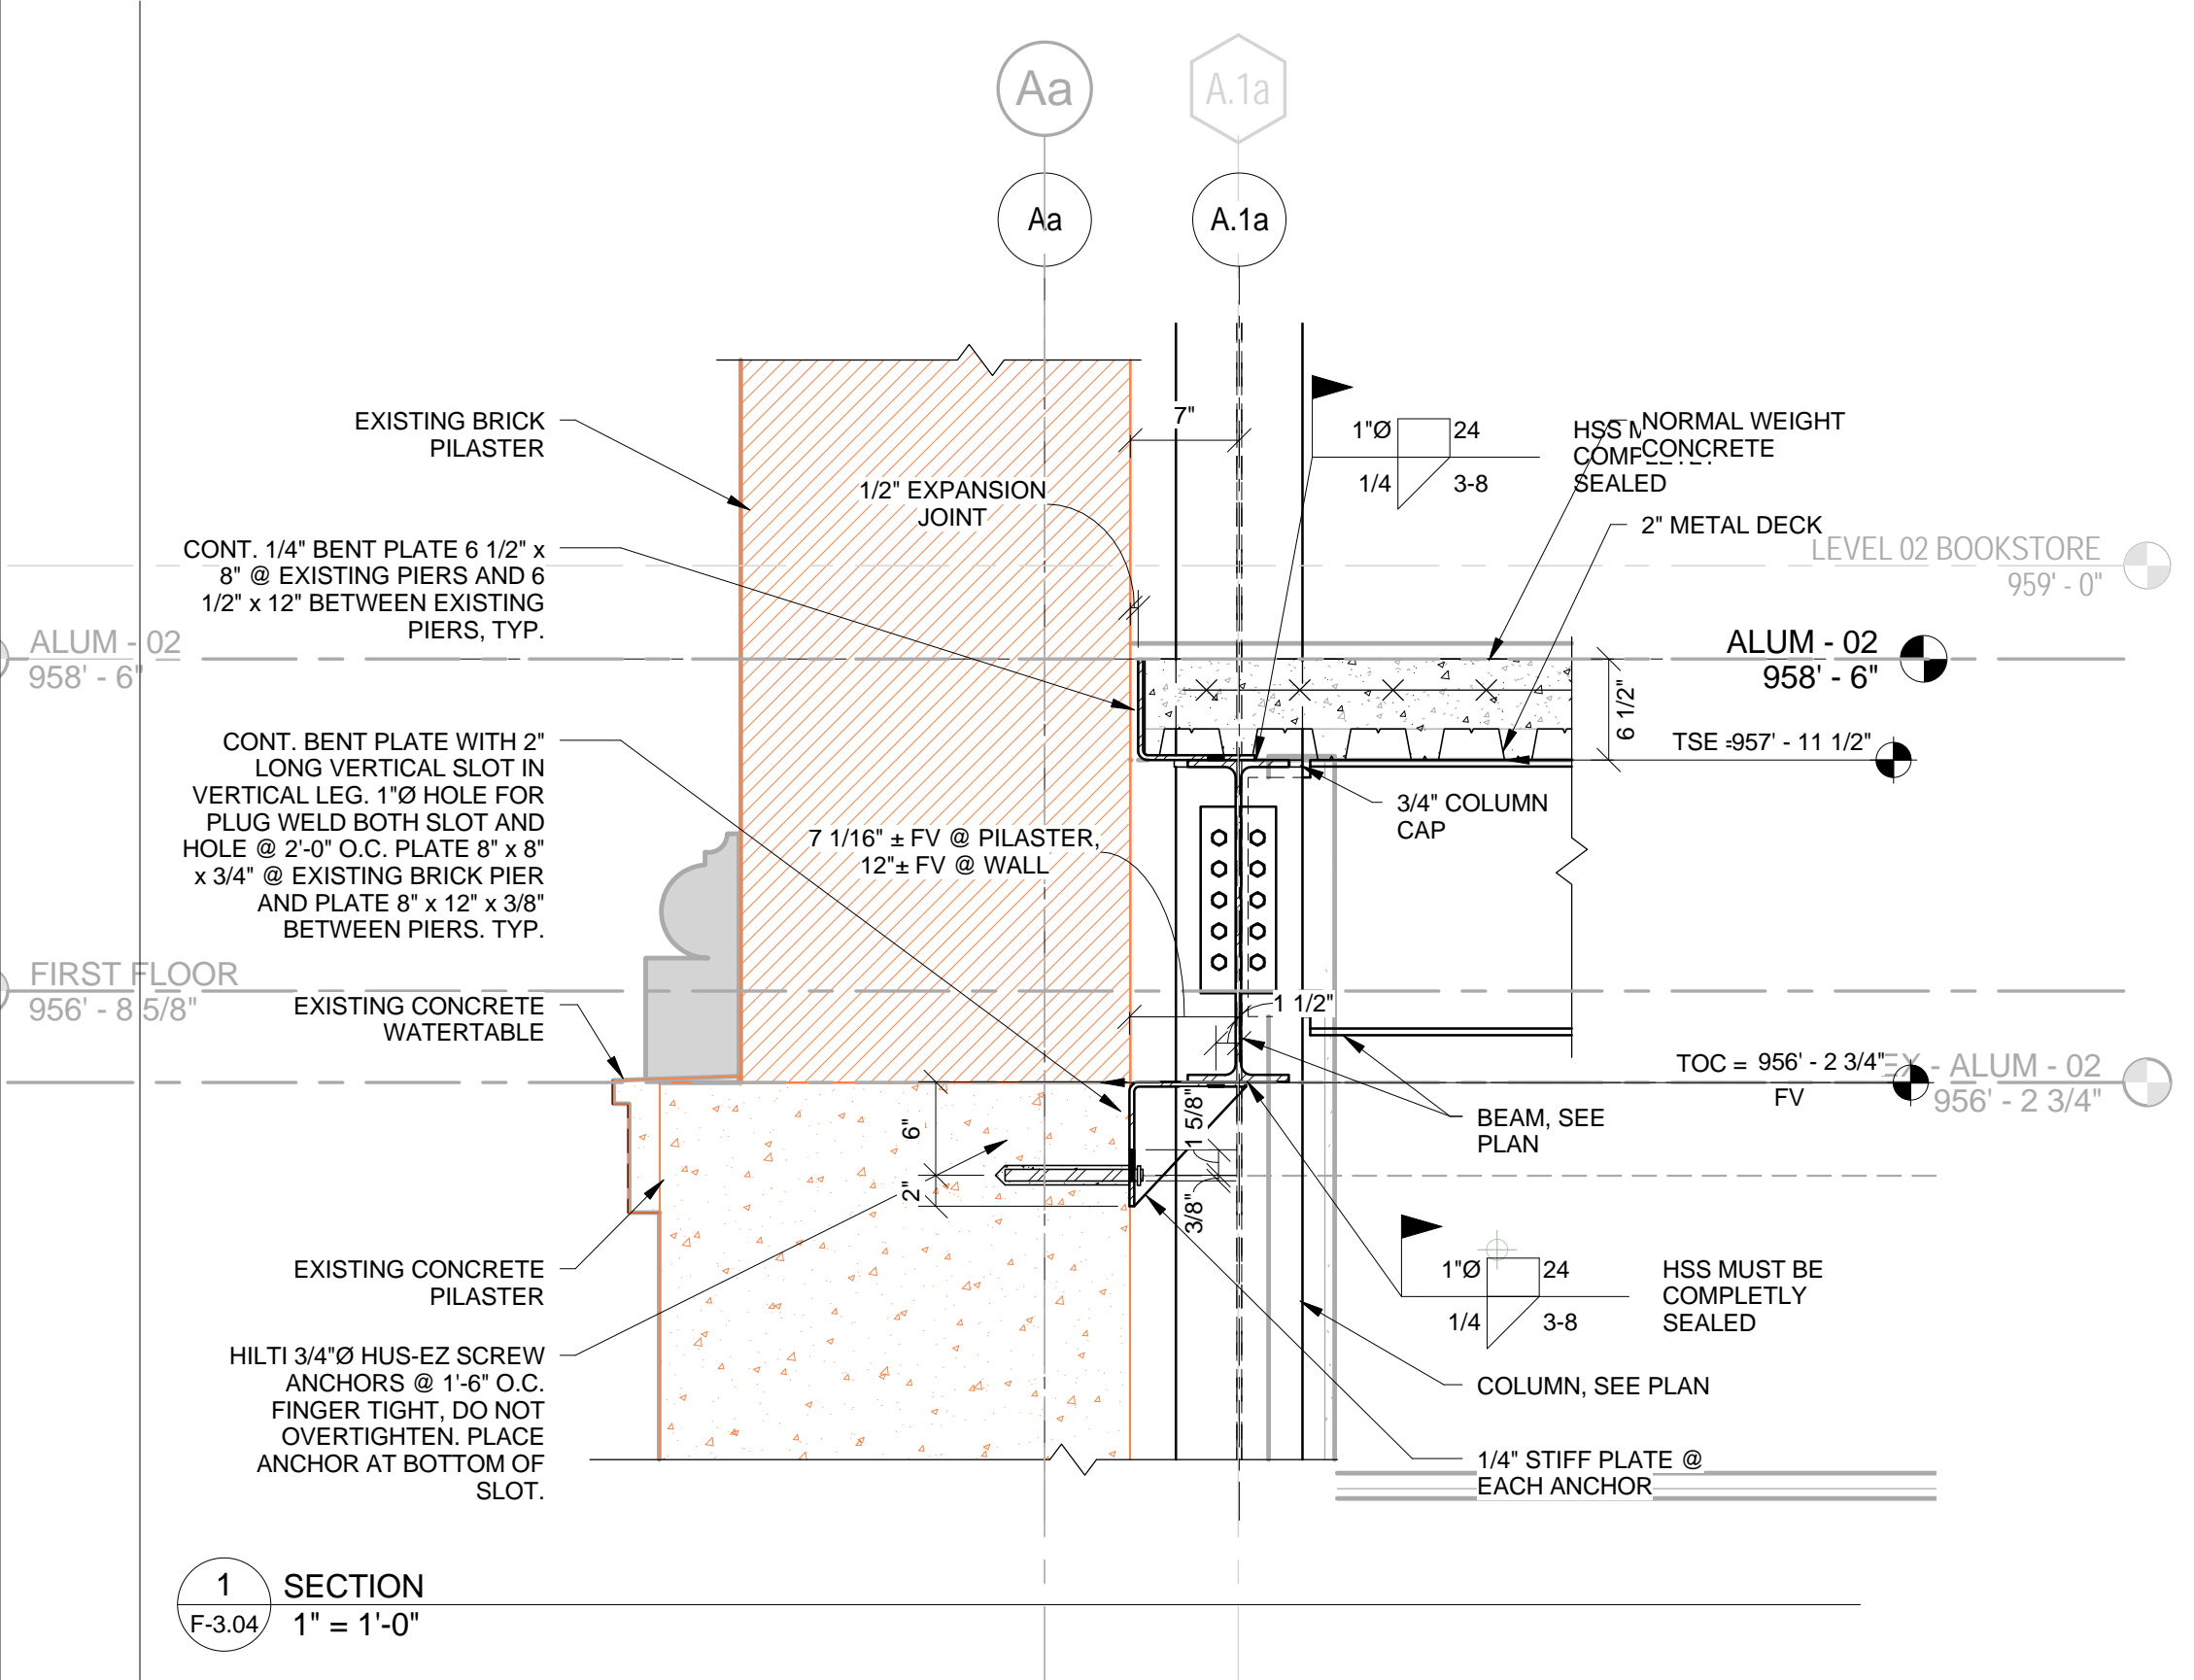 Aa
A.1a
Aa
A.1a
EXISTING BRICK
PILASTER
CONT. 1/4" BENT PLATE 6 1/2" x
8" @ EXISTING PIERS AND 6
1/2" x 12" BETWEEN EXISTING
PIERS, TYP.
ALUM - 02
958' - 6"
CONT. BENT PLATE WITH 2"
LONG VERTICAL SLOT IN
VERTICAL LEG. 1"Ø HOLE FOR
PLUG WELD BOTH SLOT AND
HOLE @ 2'-0" O.C. PLATE 8" x 8"
x 3/4" @ EXISTING BRICK PIER
AND PLATE 8" x 12" x 3/8"
BETWEEN PIERS. TYP.
FIRST FLOOR
956' - 8 5/8"
EXISTING CONCRETE
WATERTABLE
EXISTING CONCRETE
PILASTER
HILTI 3/4"Ø HUS-EZ SCREW
ANCHORS @ 1'-6" O.C.
FINGER TIGHT, DO NOT
OVERTIGHTEN. PLACE
ANCHOR AT BOTTOM OF
SLOT.
7"
1/2" EXPANSION
JOINT
7 1/16" ± FV @ PILASTER,
12"± FV @ WALL
1 1/2"
6"
2"
1 5/8"
3/8"
1"Ø 24
1/4 3-8
HSS
SEALED
NORMAL WEIGHT
CONCRETE
2" METAL DECK
LEVEL 02 BOOKSTORE
959' - 0"
ALUM - 02
958' - 6"
6 1/2"
TSE =957' - 11 1/2"
3/4" COLUMN
CAP
TOC = 956' - 2 3/4"
FV
EX - ALUM - 02
956' - 2 3/4"
BEAM, SEE
PLAN
1"Ø 24
1/4 3-8
HSS MUST BE
COMPLETLY
SEALED
COLUMN, SEE PLAN
1/4" STIFF PLATE @
EACH ANCHOR
1
F-3.04
SECTION
1" = 1'-0"